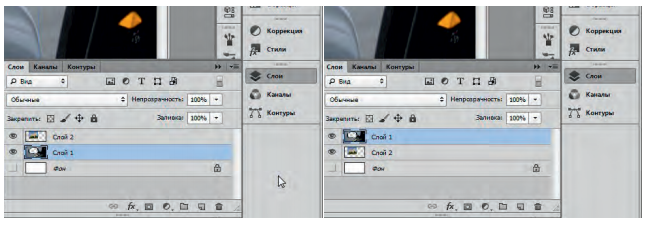 Коррекция
Стили
Слои Каналы Контуры
Вид
T
Обычные Непрозрачность: 100%
Закрепить: Заливка: 100%
Слой 2
Слой 1
Фон
fx
Слои
Каналы
Контуры
Коррекция
Стили
Слои Каналы Контуры
Вид
T
Обычные Непрозрачность: 100%
Закрепить: Заливка: 100%
Слой 1
Слой 2
Фон
fx
Слои
Каналы
Контуры